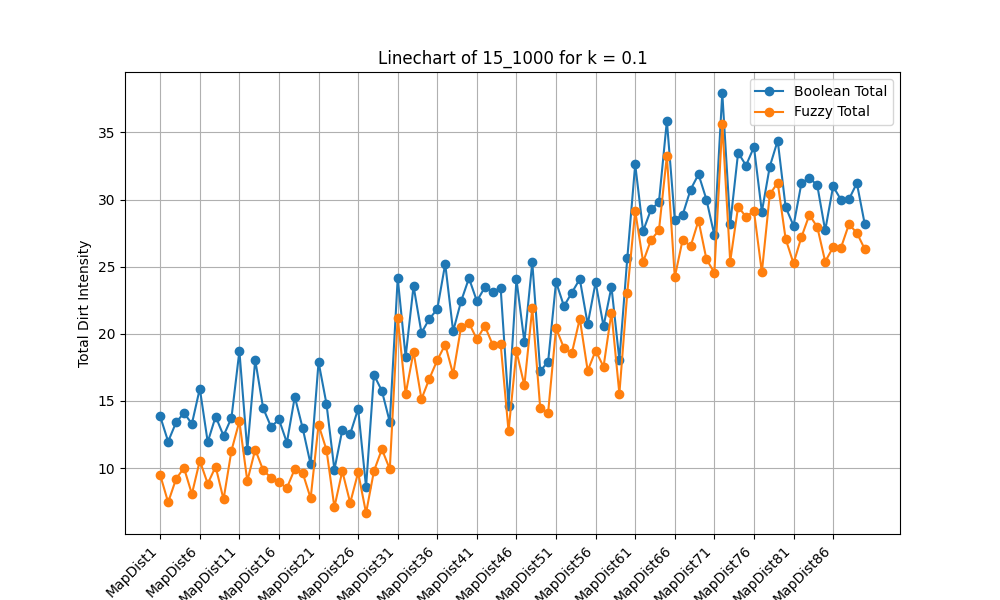 Linechart of 15_1000 for k = 0.1
Boolean Total
Fuzzy Total
Total Dirt Intensity
35
30
25
20
15
10
MapDist1
MapDist6
MapDist11
MapDist16
MapDist21
MapDist26
MapDist31
MapDist36
MapDist41
MapDist46
MapDist51
MapDist56
MapDist61
MapDist66
MapDist71
MapDist76
MapDist81
MapDist86